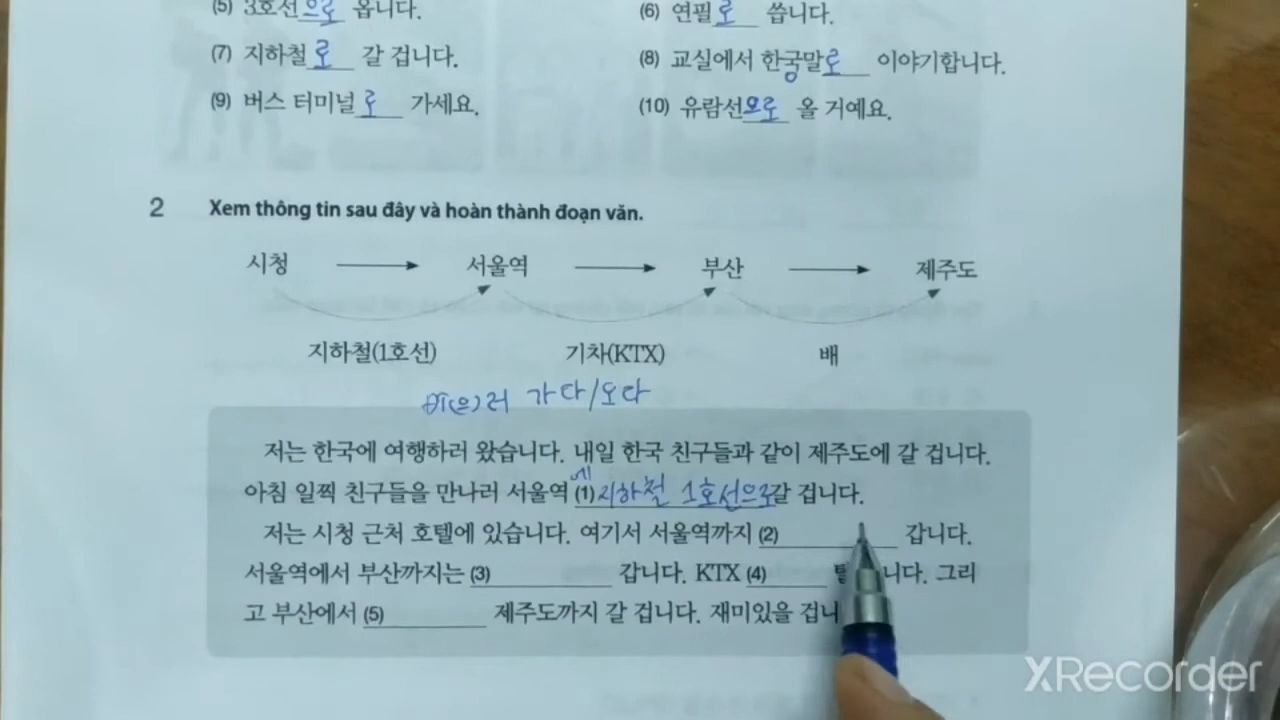 (5) 3호선으로 옵니다. (6) 연필로 씁니다.
(7) 지하철로 갈 겁니다. (8) 교실에서 한국말로 이야기합니다.
(9) 버스 터미널로 가세요. (10) 유람선으로 올 거예요.
2 Xem thông tin sau đây và hoàn thành đoạn văn.
시청 서울역 부산 제주도
지하철(1호선) 기차(KTX) 배
(으)러 가다/오다
저는 한국에 여행하러 왔습니다. 내일 한국 친구들과 같이 제주도에 갈 겁니다.
아침 일찍 친구들을 만나러 서울역에 (1) 지하철 1호선으로 갈 겁니다.
저는 시청 근처 호텔에 있습니다. 여기서 서울역까지 (2) 갑니다.
서울역에서 부산까지는 (3) 갑니다. KTX (4) 니다. 그리
고 부산에서 (5) 제주도까지 갈 겁니다. 재미있을 겁니
XRecorder